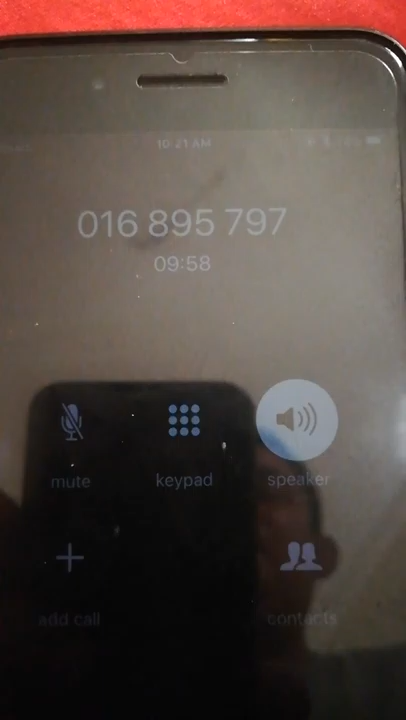 10:21 AM
016 895 797
09:58
mute
keypad
speaker
add call
contacts